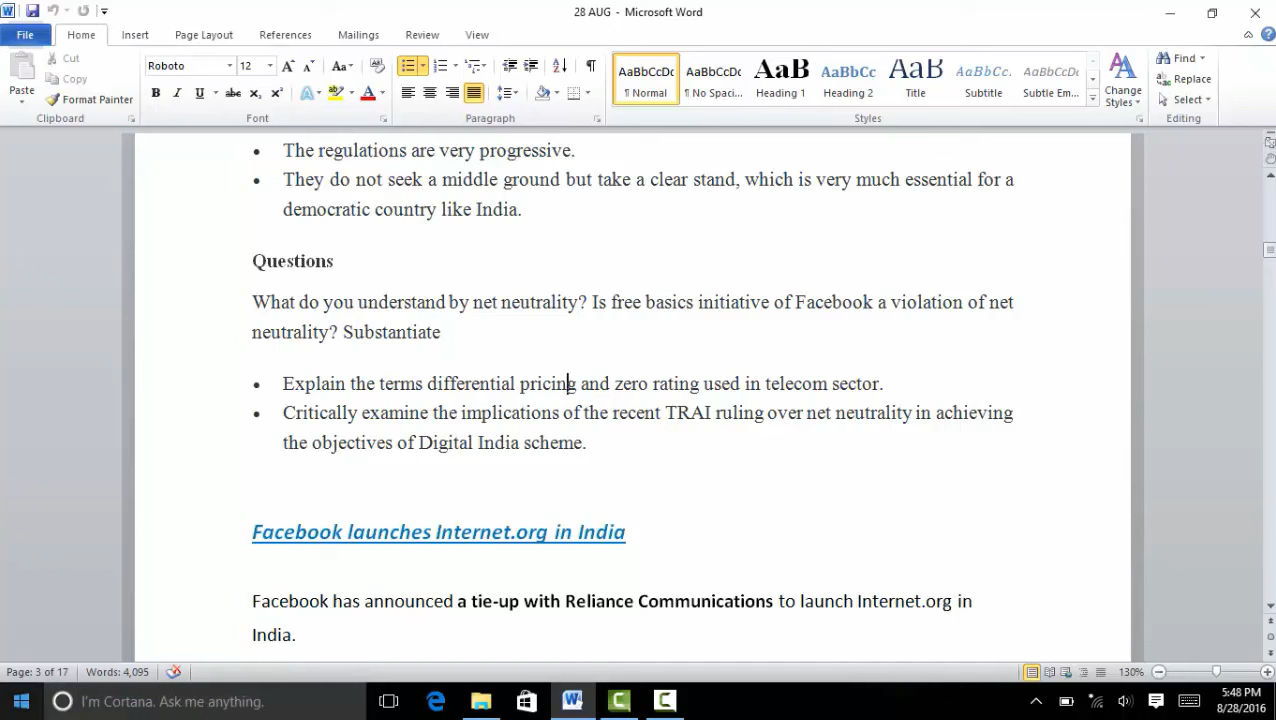 28 AUG - Microsoft Word
File Home Insert Page Layout References Mailings Review View
Cut
Copy
Format Painter
Paste
Clipboard
Roboto 12
Font
Paragraph
AaBbCcDc AaBbCcDc AaB AaBbCc AaB AaBbCcL AaBbCcDc
¶ Normal ¶ No Spaci... Heading 1 Heading 2 Title Subtitle Subtle Em...
Change Styles
Styles
Find
Replace
Select
Editing
• The regulations are very progressive.
• They do not seek a middle ground but take a clear stand, which is very much essential for a
democratic country like India.
Questions
What do you understand by net neutrality? Is free basics initiative of Facebook a violation of net
neutrality? Substantiate
• Explain the terms differential pricing and zero rating used in telecom sector.
• Critically examine the implications of the recent TRAI ruling over net neutrality in achieving
the objectives of Digital India scheme.
Facebook launches Internet.org in India
Facebook has announced a tie-up with Reliance Communications to launch Internet.org in
India.
Page: 3 of 17 Words: 4,095 130%
I'm Cortana. Ask me anything.
5:48 PM
8/28/2016